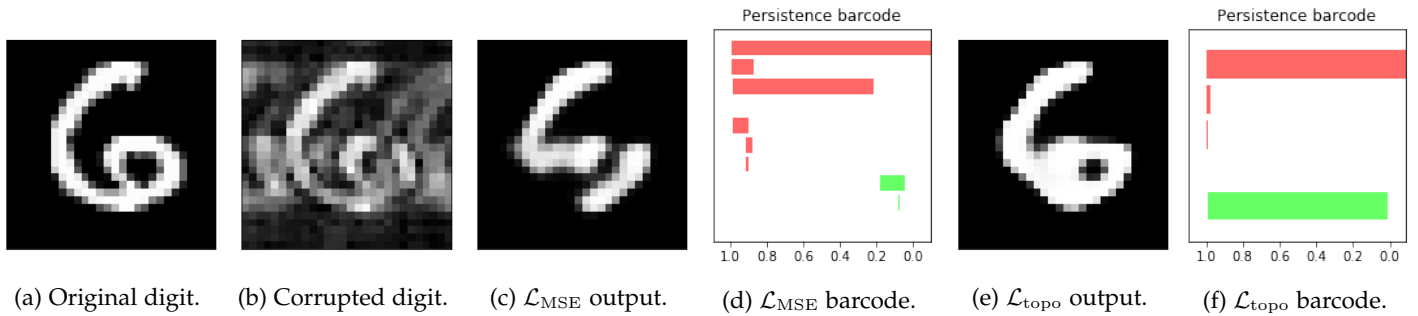 Persistence barcode
1.0 0.8 0.6 0.4 0.2 0.0
Persistence barcode
1.0 0.8 0.6 0.4 0.2 0.0
(a) Original digit.
(b) Corrupted digit.
(c) ℒ_MSE output.
(d) ℒ_MSE barcode.
(e) ℒ_topo output.
(f) ℒ_topo barcode.